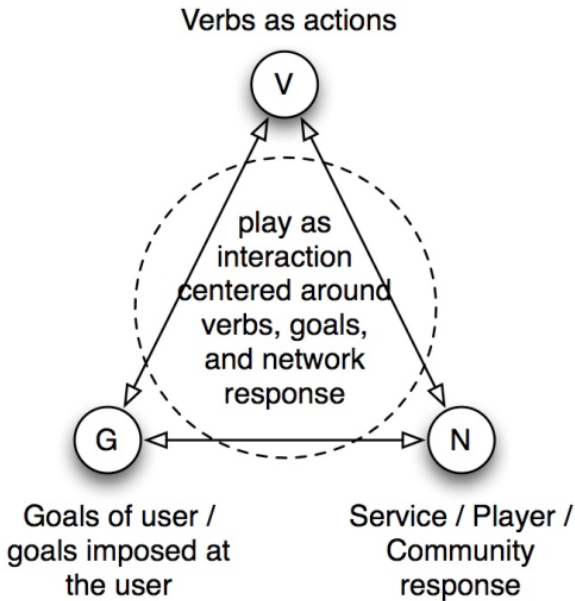 Verbs as actions
V
play as
interaction
centered around
verbs, goals,
and network
response
G
N
Goals of user /
goals imposed at
the user
Service / Player /
Community
response